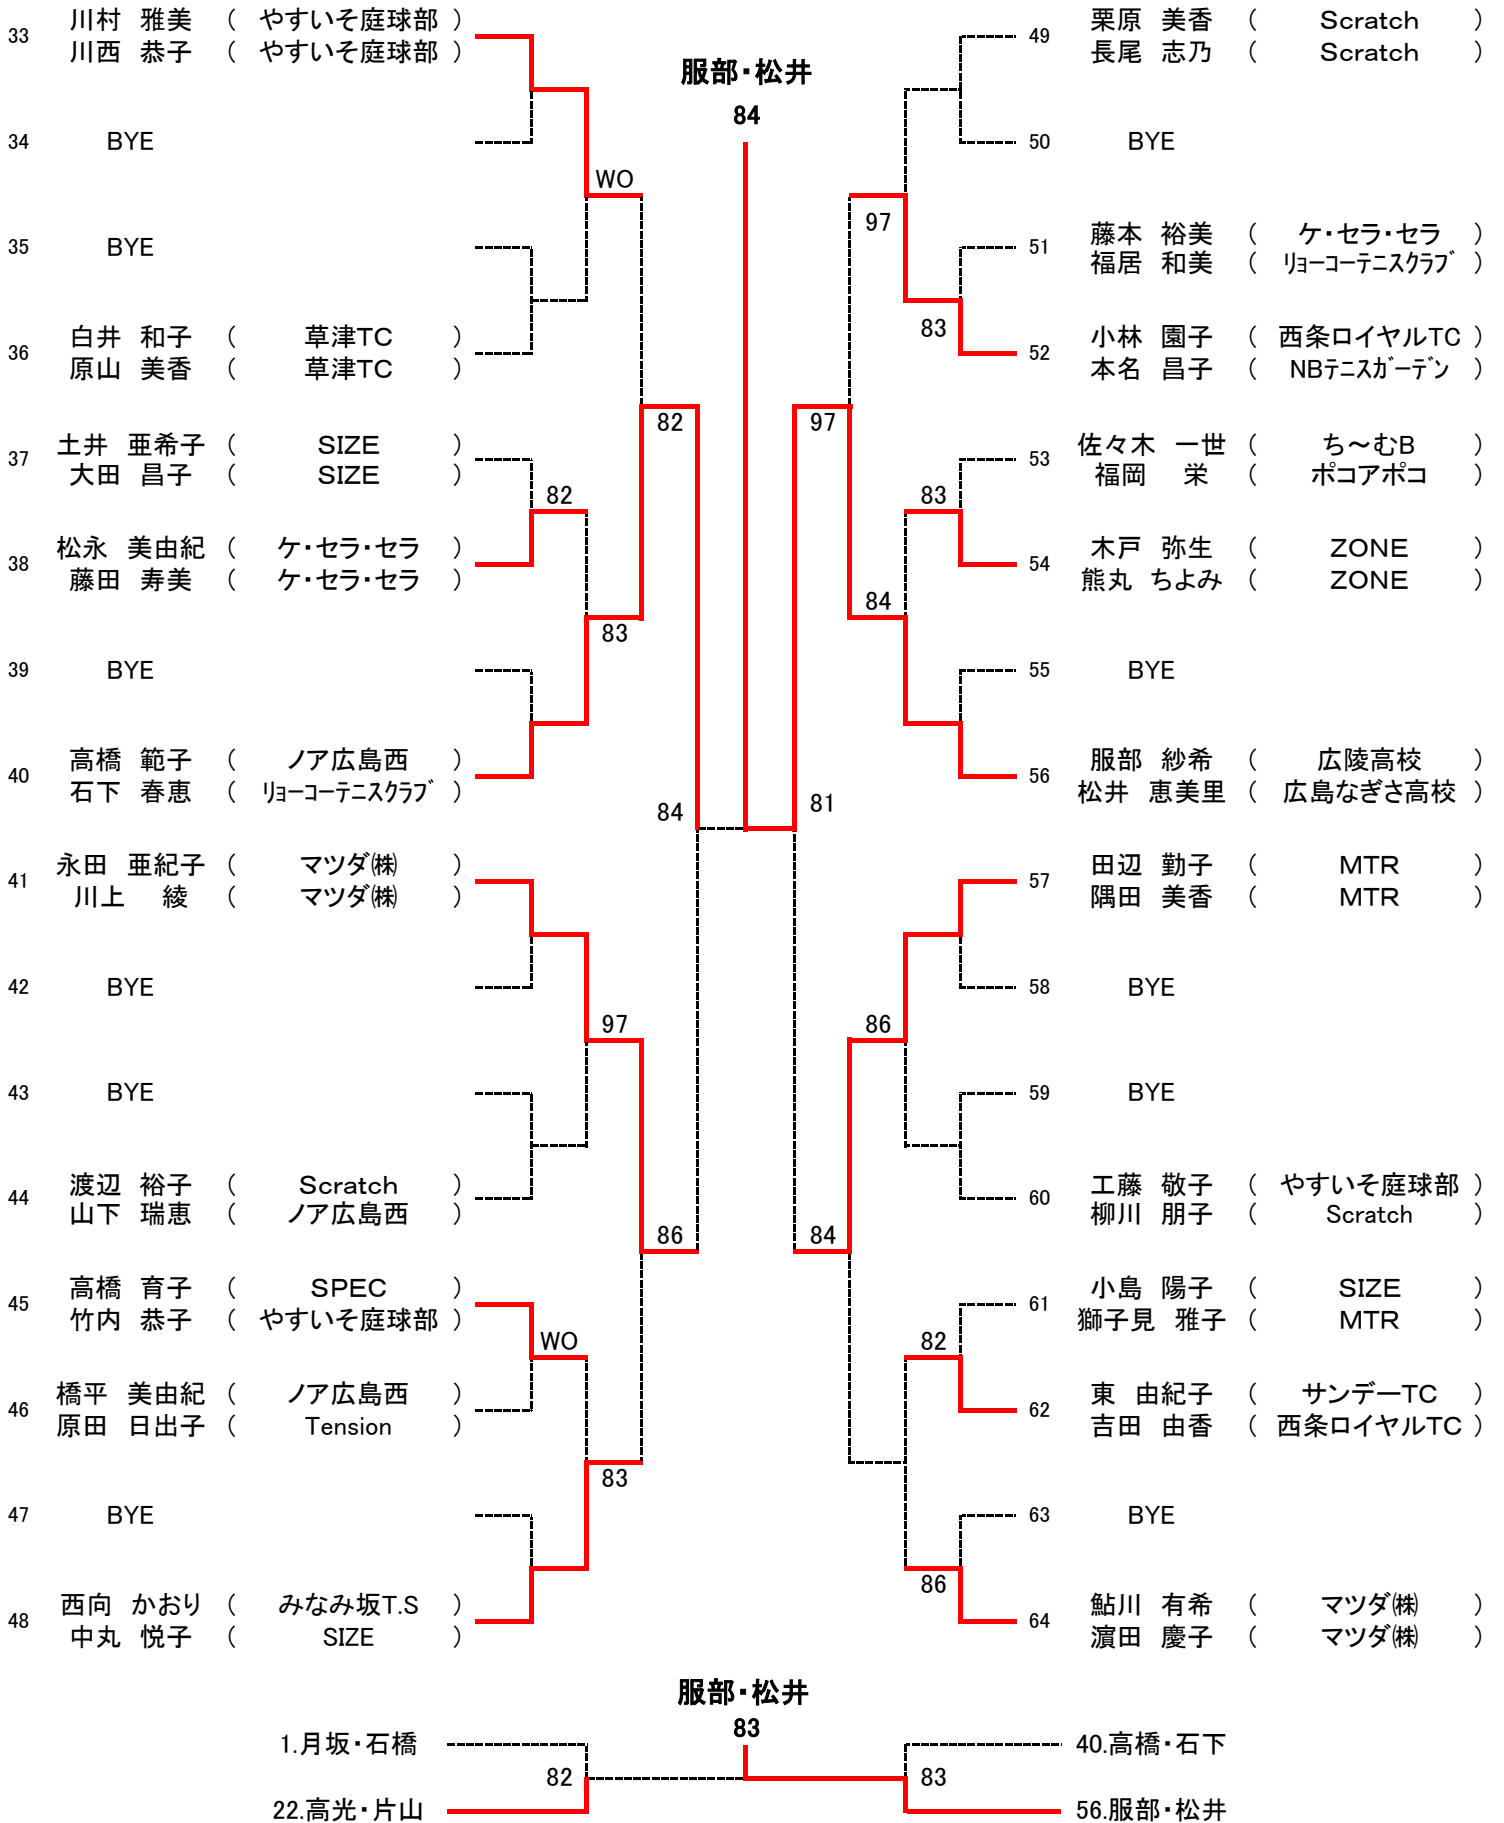 服部・松井
84
33 川村 雅美 ( やすいそ庭球部 )
川西 恭子 ( やすいそ庭球部 )
34 BYE
WO
35 BYE
36 白井 和子 ( 草津TC )
原山 美香 ( 草津TC )
82
37 土井 亜希子 ( SIZE )
大田 昌子 ( SIZE )
82
38 松永 美由紀 ( ケ・セラ・セラ )
藤田 寿美 ( ケ・セラ・セラ )
83
39 BYE
40 高橋 範子 ( ノア広島西 )
石下 春恵 ( リョーコーテニスクラブ )
84
41 永田 亜紀子 ( マツダ㈱ )
川上 綾 ( マツダ㈱ )
42 BYE
97
43 BYE
44 渡辺 裕子 ( Scratch )
山下 瑞恵 ( ノア広島西 )
86
45 高橋 育子 ( SPEC )
竹内 恭子 ( やすいそ庭球部 )
WO
46 橋平 美由紀 ( ノア広島西 )
原田 日出子 ( Tension )
83
47 BYE
48 西向 かおり ( みなみ坂T.S )
中丸 悦子 ( SIZE )
49 栗原 美香 ( Scratch )
長尾 志乃 ( Scratch )
50 BYE
97
51 藤本 裕美 ( ケ・セラ・セラ )
福居 和美 ( リョーコーテニスクラブ )
83
52 小林 園子 ( 西条ロイヤルTC )
本名 昌子 ( NBテニスガーデン )
97
53 佐々木 一世 ( ち～むB )
福岡 栄 ( ポコアポコ )
83
54 木戸 弥生 ( ZONE )
熊丸 ちよみ ( ZONE )
84
55 BYE
56 服部 紗希 ( 広陵高校 )
松井 恵美里 ( 広島なぎさ高校 )
81
57 田辺 勤子 ( MTR )
隅田 美香 ( MTR )
58 BYE
86
59 BYE
60 工藤 敬子 ( やすいそ庭球部 )
柳川 朋子 ( Scratch )
84
61 小島 陽子 ( SIZE )
獅子見 雅子 ( MTR )
82
62 東 由紀子 ( サンデーTC )
吉田 由香 ( 西条ロイヤルTC )
63 BYE
86
64 鮎川 有希 ( マツダ㈱ )
濵田 慶子 ( マツダ㈱ )
服部・松井
83
1.月坂・石橋
82
22.高光・片山
40.高橋・石下
83
56.服部・松井